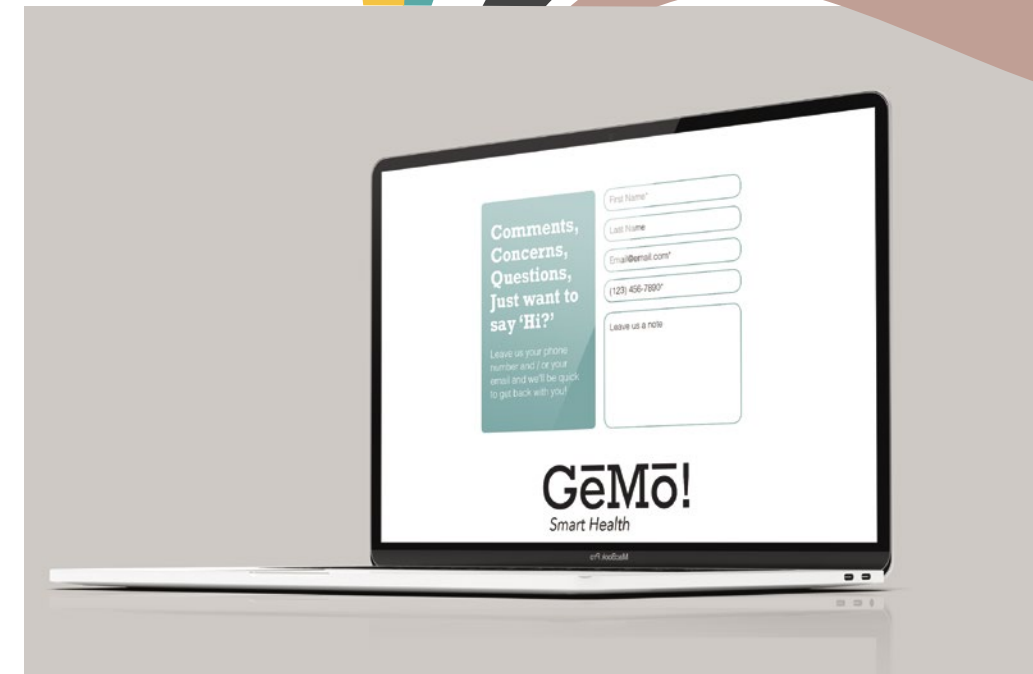 Comments,
Concerns,
Questions,
Just want to
say ‘Hi?’
Leave us your phone
number and / or your
email and we'll be quick
to get back with you!
First Name*
Last Name
Email@email.com*
(123) 456-7890*
Leave us a note
GēMō!
Smart Health
MacBook Pro